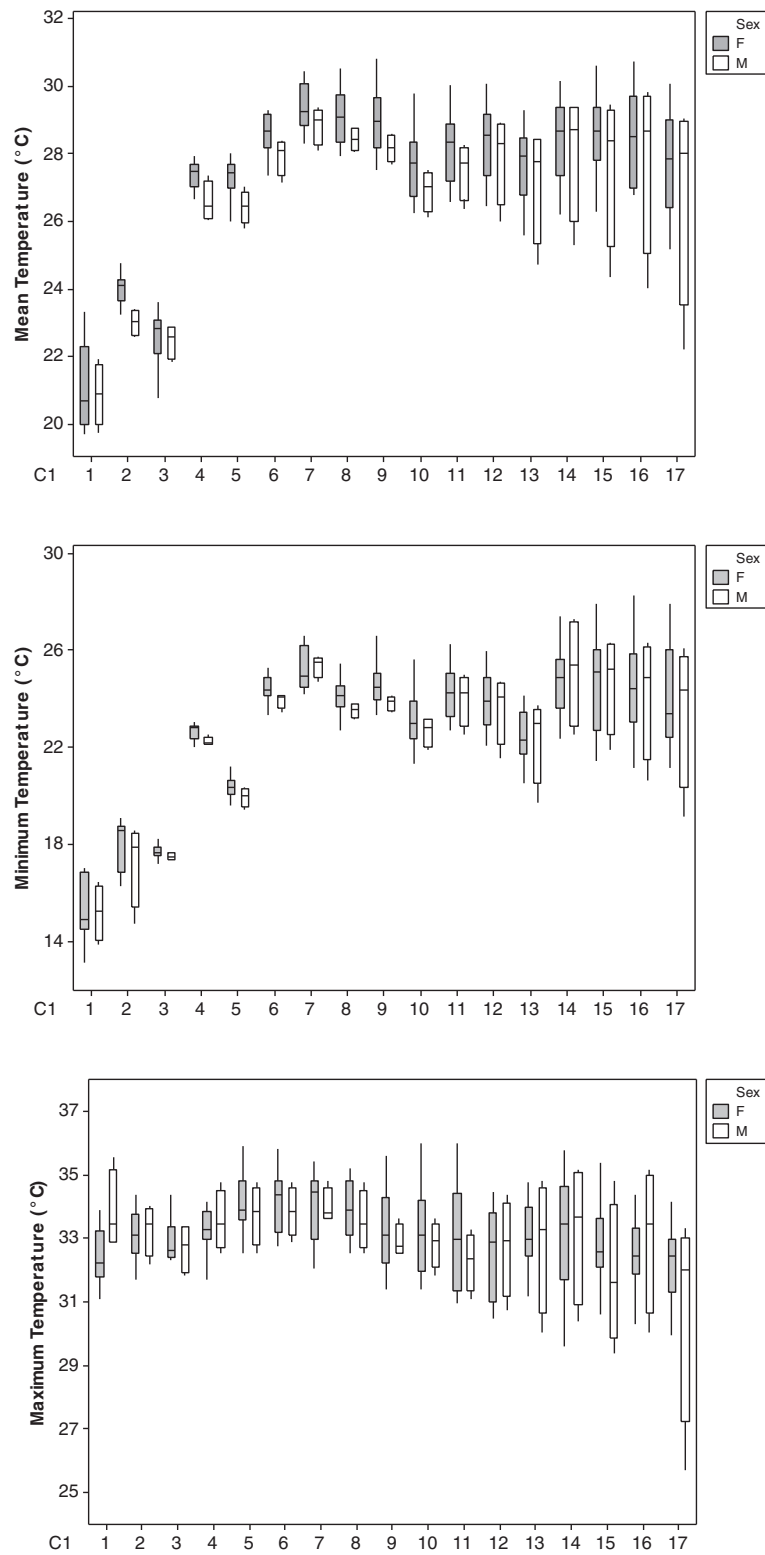 Sex
F
M
32
30
28
26
24
22
20
Mean Temperature (°C)
C1 1 2 3 4 5 6 7 8 9 10 11 12 13 14 15 16 17
Sex
F
M
30
26
22
18
14
Minimum Temperature (°C)
C1 1 2 3 4 5 6 7 8 9 10 11 12 13 14 15 16 17
Sex
F
M
37
35
33
31
29
27
25
Maximum Temperature (°C)
C1 1 2 3 4 5 6 7 8 9 10 11 12 13 14 15 16 17